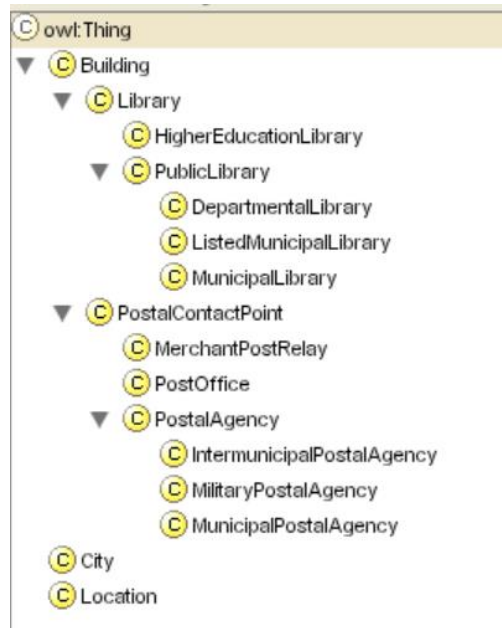 C owl:Thing
C Building
C Library
C HigherEducationLibrary
C PublicLibrary
C DepartmentalLibrary
C ListedMunicipalLibrary
C MunicipalLibrary
C PostalContactPoint
C MerchantPostRelay
C PostOffice
C PostalAgency
C IntermunicipalPostalAgency
C MilitaryPostalAgency
C MunicipalPostalAgency
C City
C Location